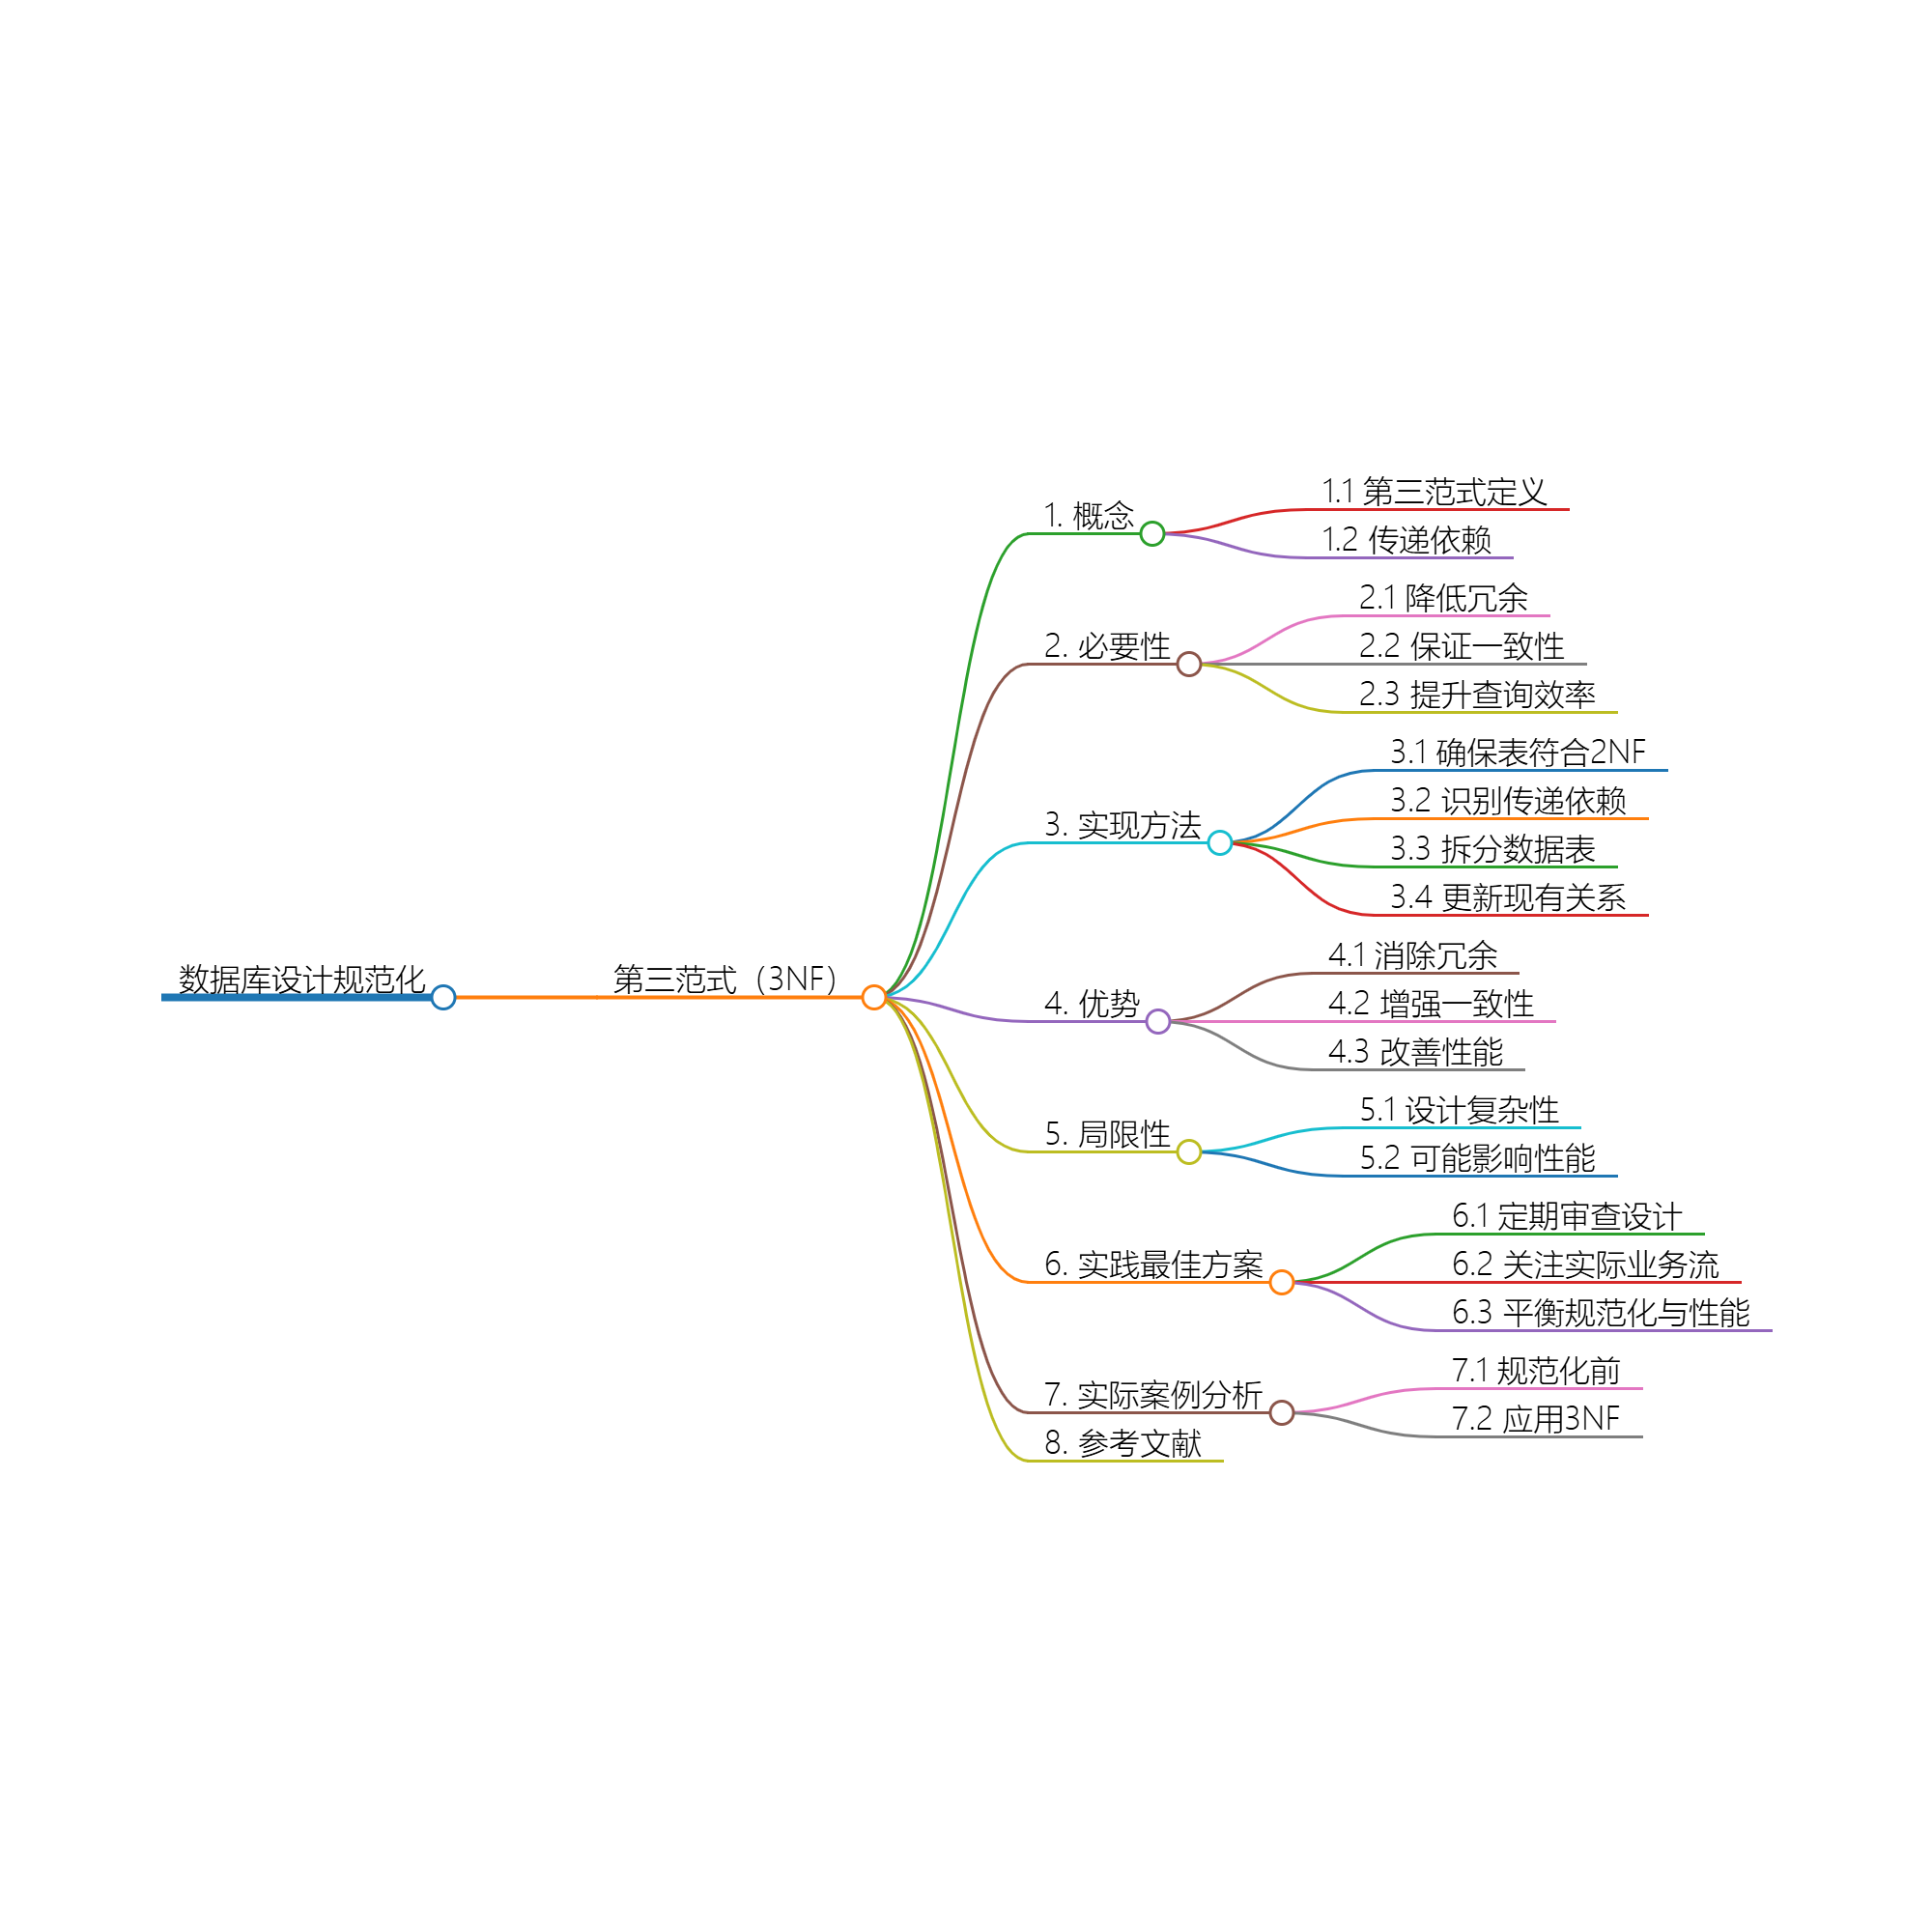 数据库设计规范化
第三范式（3NF）
1. 概念
1.1 第三范式定义
1.2 传递依赖
2. 必要性
2.1 降低冗余
2.2 保证一致性
2.3 提升查询效率
3. 实现方法
3.1 确保表符合2NF
3.2 识别传递依赖
3.3 拆分数据表
3.4 更新现有关系
4. 优势
4.1 消除冗余
4.2 增强一致性
4.3 改善性能
5. 局限性
5.1 设计复杂性
5.2 可能影响性能
6. 实践最佳方案
6.1 定期审查设计
6.2 关注实际业务流
6.3 平衡规范化与性能
7. 实际案例分析
7.1 规范化前
7.2 应用3NF
8. 参考文献